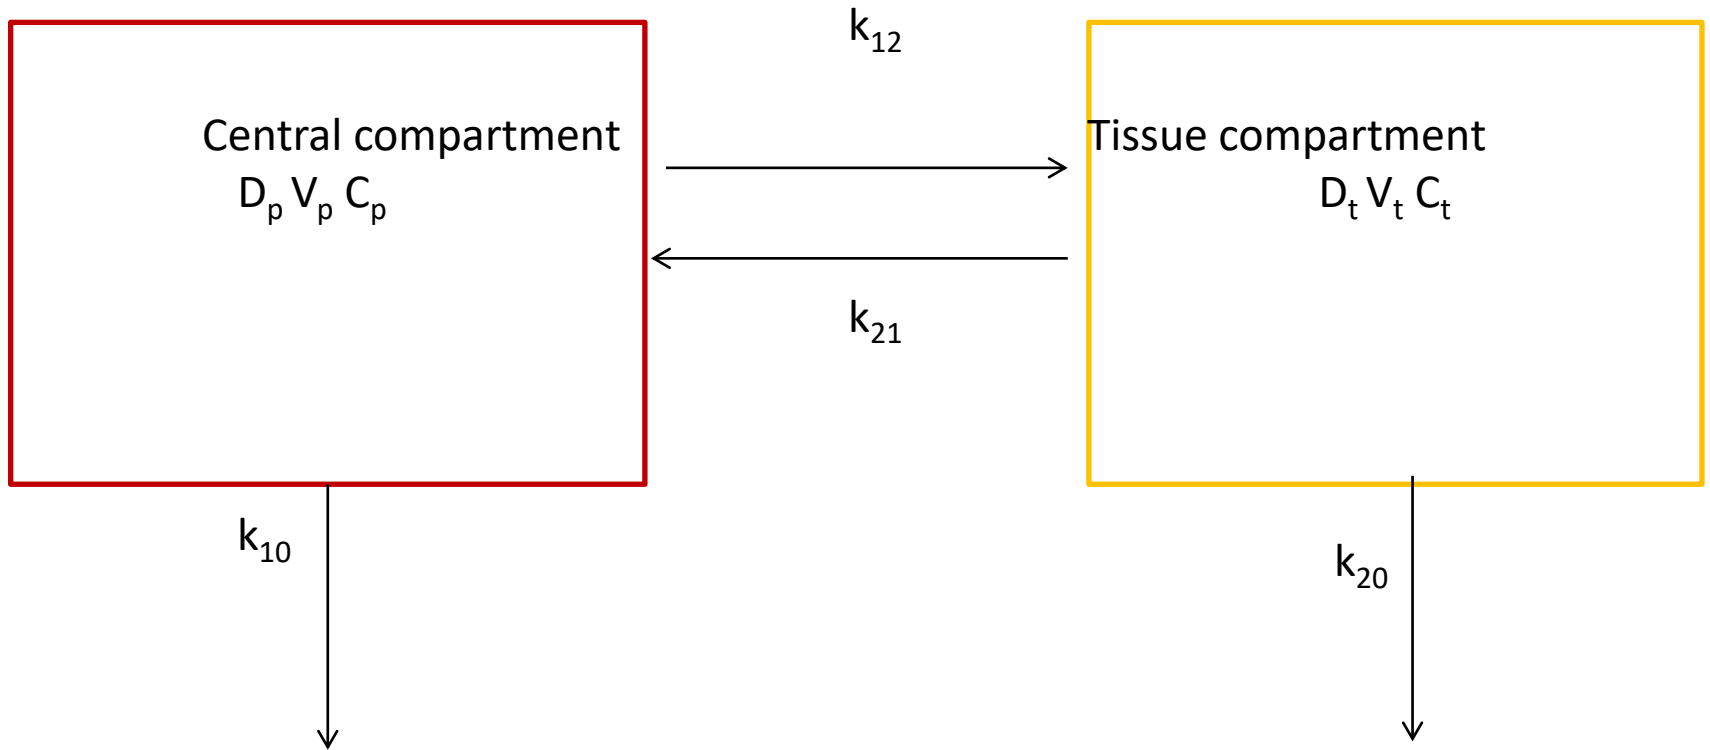 k₁₂
Central compartment
Dₚ Vₚ Cₚ
Tissue compartment
Dₜ Vₜ Cₜ
k₂₁
k₁₀
k₂₀